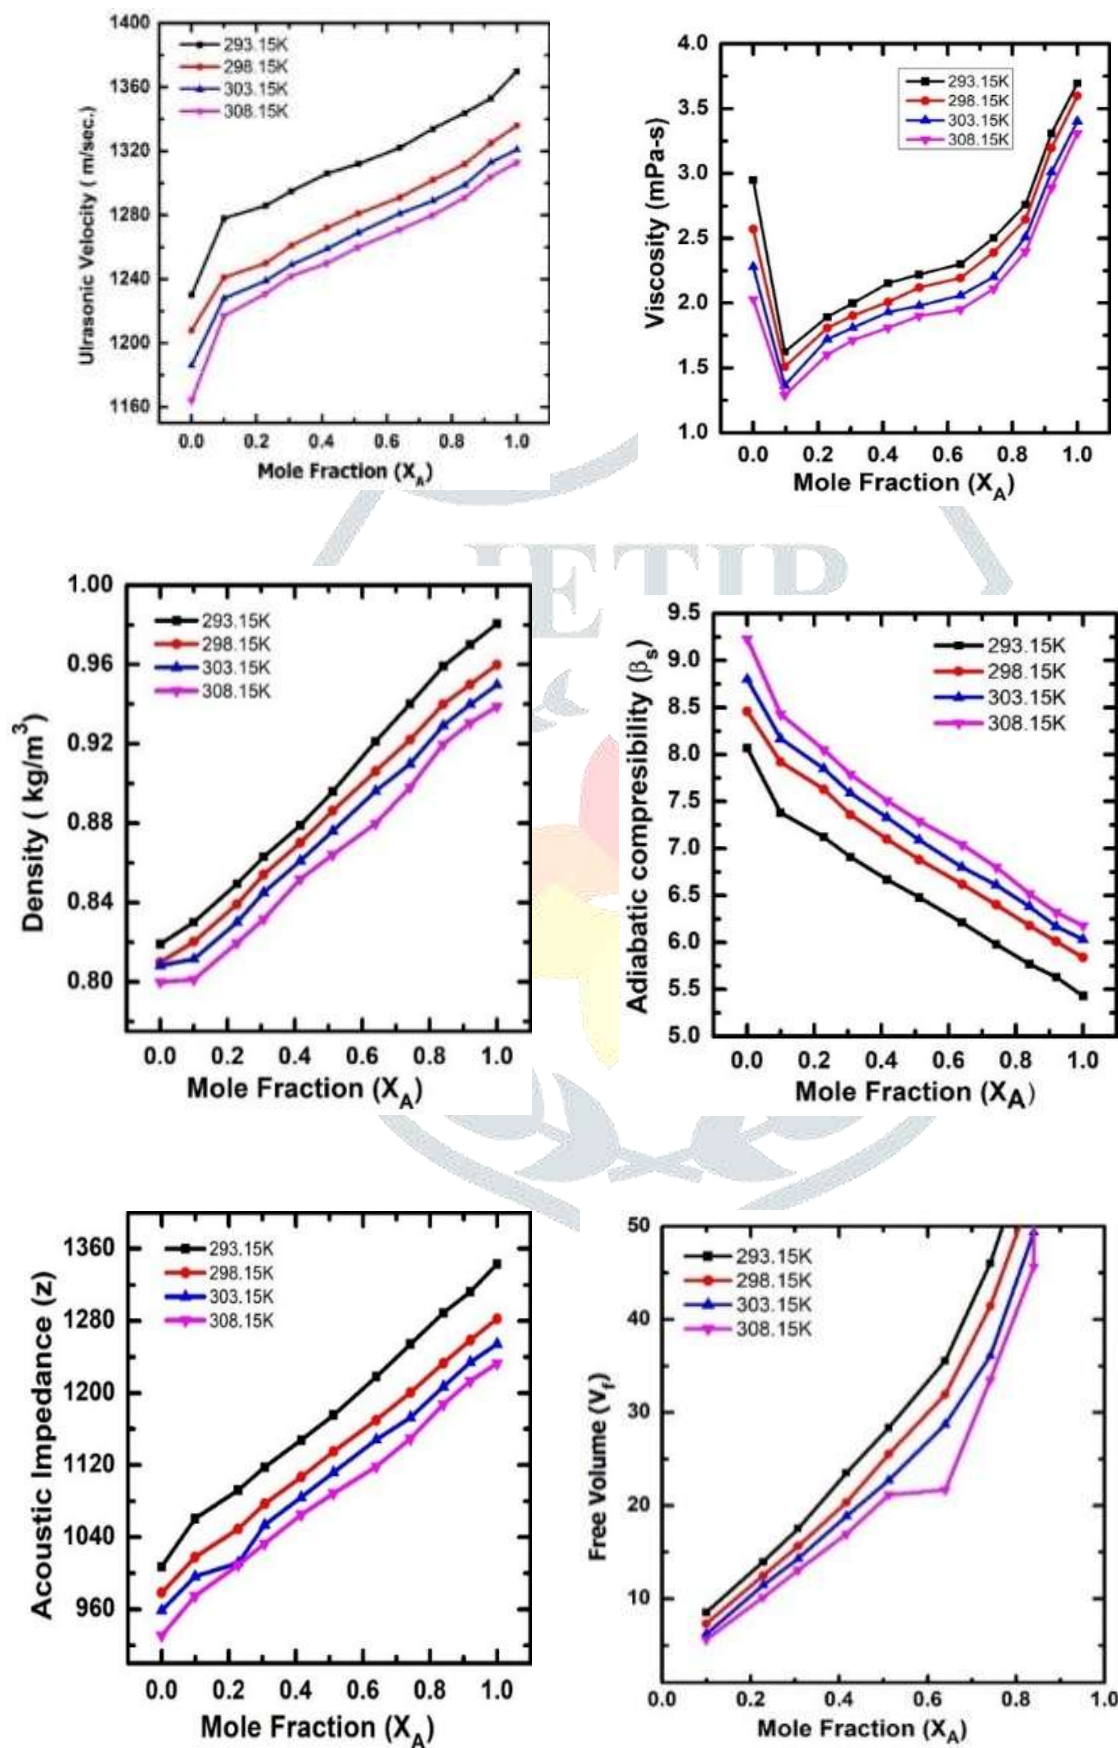 1400
1360
1320
1280
1240
1200
1160
Ulrasonic Velocity ( m/sec.)
293.15K
298.15K
303.15K
308.15K
0.0 0.2 0.4 0.6 0.8 1.0
Mole Fraction (XA)
4.0
3.5
3.0
2.5
2.0
1.5
1.0
Viscosity (mPa-s)
293.15K
298.15K
303.15K
308.15K
0.0 0.2 0.4 0.6 0.8 1.0
Mole Fraction (XA)
JETIR
1.00
0.96
0.92
0.88
0.84
0.80
Density ( kg/m3)
293.15K
298.15K
303.15K
308.15K
0.0 0.2 0.4 0.6 0.8 1.0
Mole Fraction (XA)
9.5
9.0
8.5
8.0
7.5
7.0
6.5
6.0
5.5
5.0
Adiabatic compresibility (βs)
293.15K
298.15K
303.15K
308.15K
0.0 0.2 0.4 0.6 0.8 1.0
Mole Fraction (XA)
1360
1280
1200
1120
1040
960
Acoustic Impedance (z)
293.15K
298.15K
303.15K
308.15K
0.0 0.2 0.4 0.6 0.8 1.0
Mole Fraction (XA)
50
40
30
20
10
Free Volume (Vf)
293.15K
298.15K
303.15K
308.15K
0.0 0.2 0.4 0.6 0.8 1.0
Mole Fraction (XA)